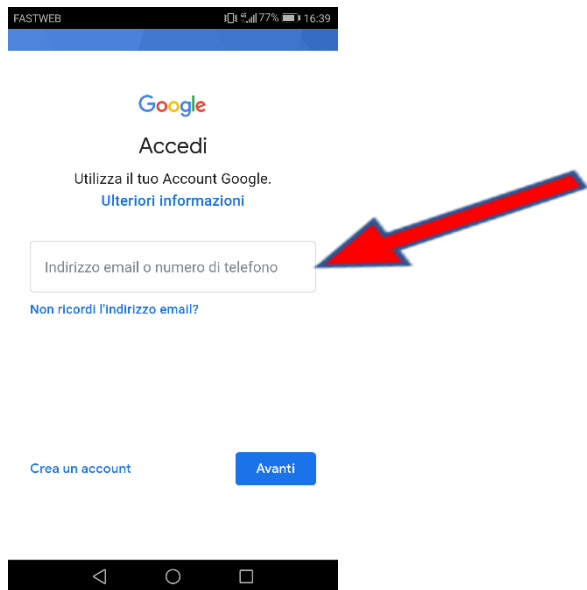 FASTWEB 77% 16:39
Google
Accedi
Utilizza il tuo Account Google.
Ulteriori informazioni
Indirizzo email o numero di telefono
Non ricordi l'indirizzo email?
Crea un account Avanti